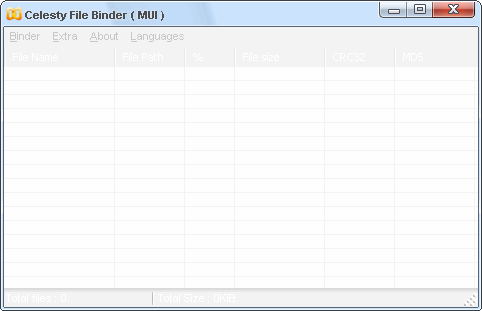 Celesty File Binder ( MUI )
Binder Extra About Languages
File Name File Path % File size CRC32 MD5
Total files : 0 Total Size : 0KiB